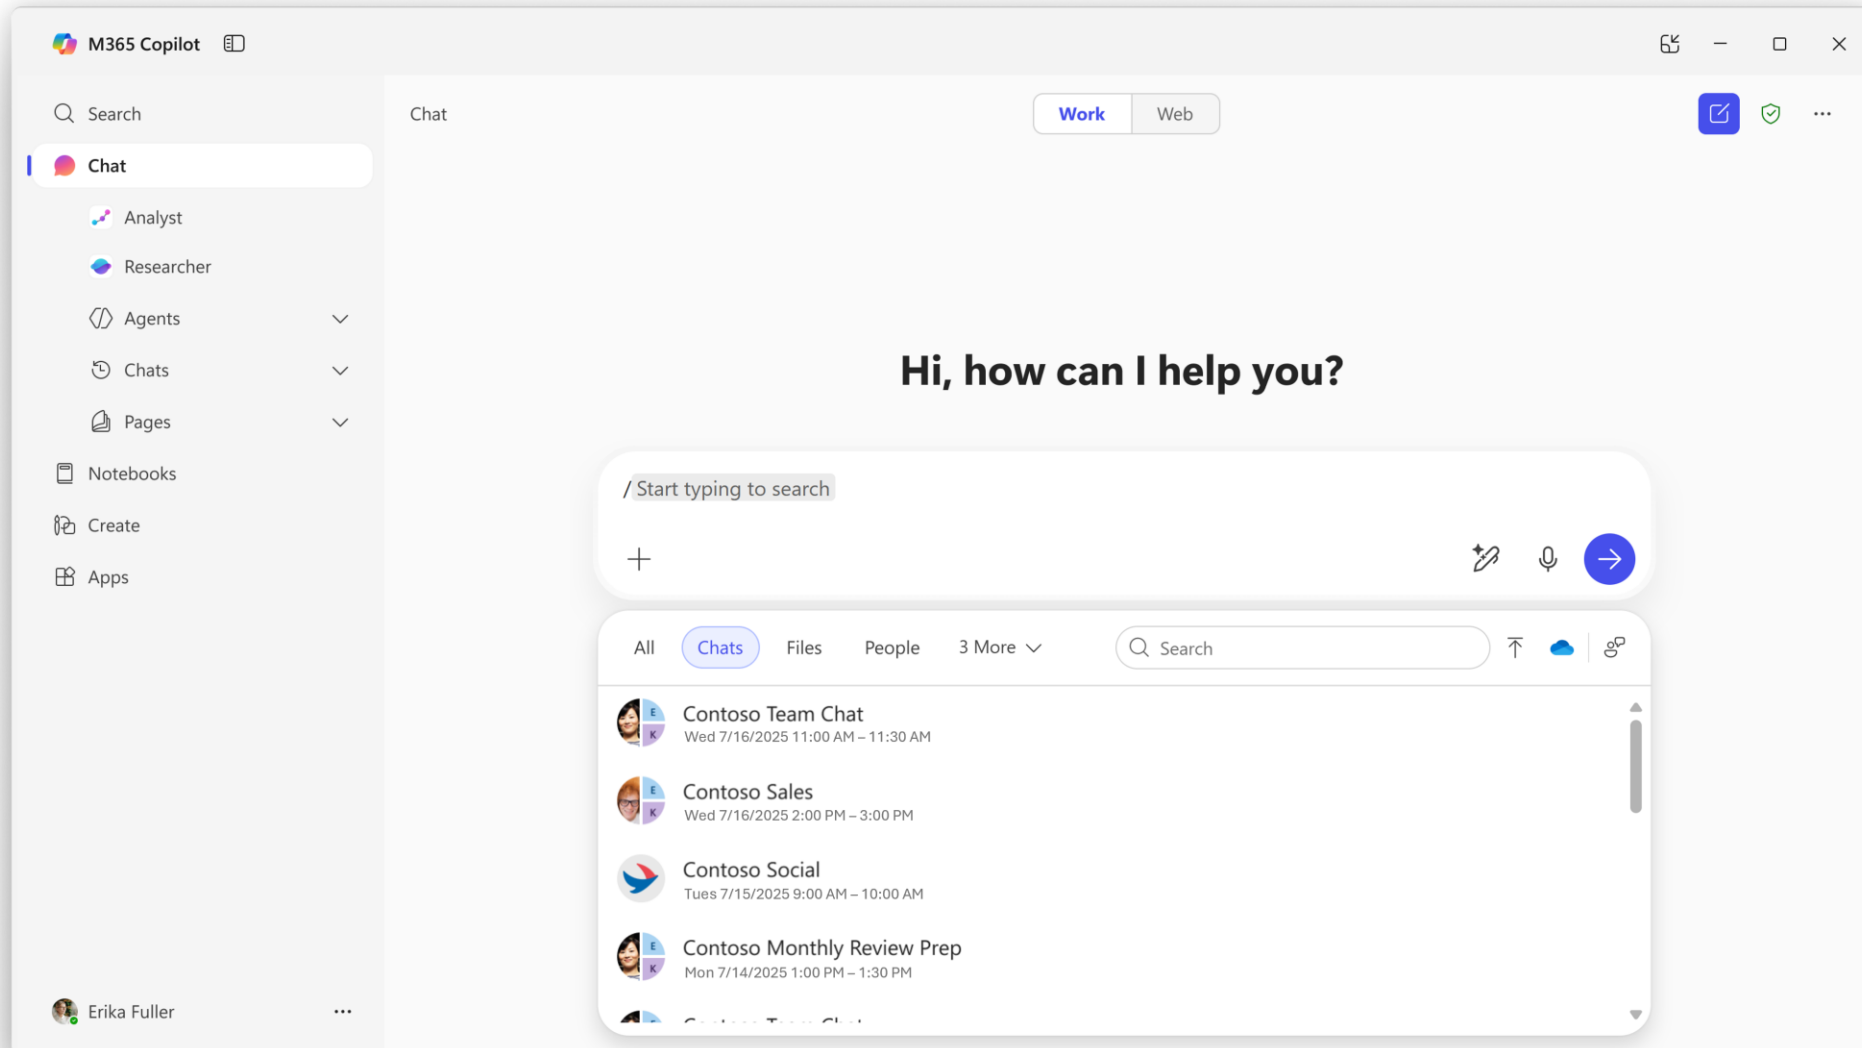 M365 Copilot
Search
Chat
Analyst
Researcher
Agents
Chats
Pages
Notebooks
Create
Apps
Erika Fuller
Chat
Work
Web
Hi, how can I help you?
/Start typing to search
All
Chats
Files
People
3 More
Search
Contoso Team Chat
Wed 7/16/2025 11:00 AM – 11:30 AM
E
K
Contoso Sales
Wed 7/16/2025 2:00 PM – 3:00 PM
E
K
Contoso Social
Tues 7/15/2025 9:00 AM – 10:00 AM
Contoso Monthly Review Prep
Mon 7/14/2025 1:00 PM – 1:30 PM
E
K
Contoso Team Chat